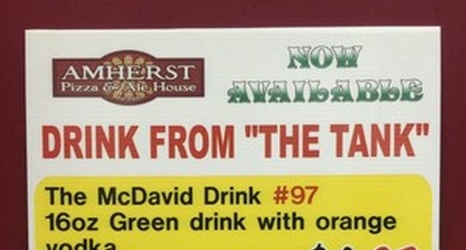 AMHERST
Pizza & Ale House
NOW
AVAILABLE
DRINK FROM "THE TANK"
The McDavid Drink #97
16oz Green drink with orange
vodka